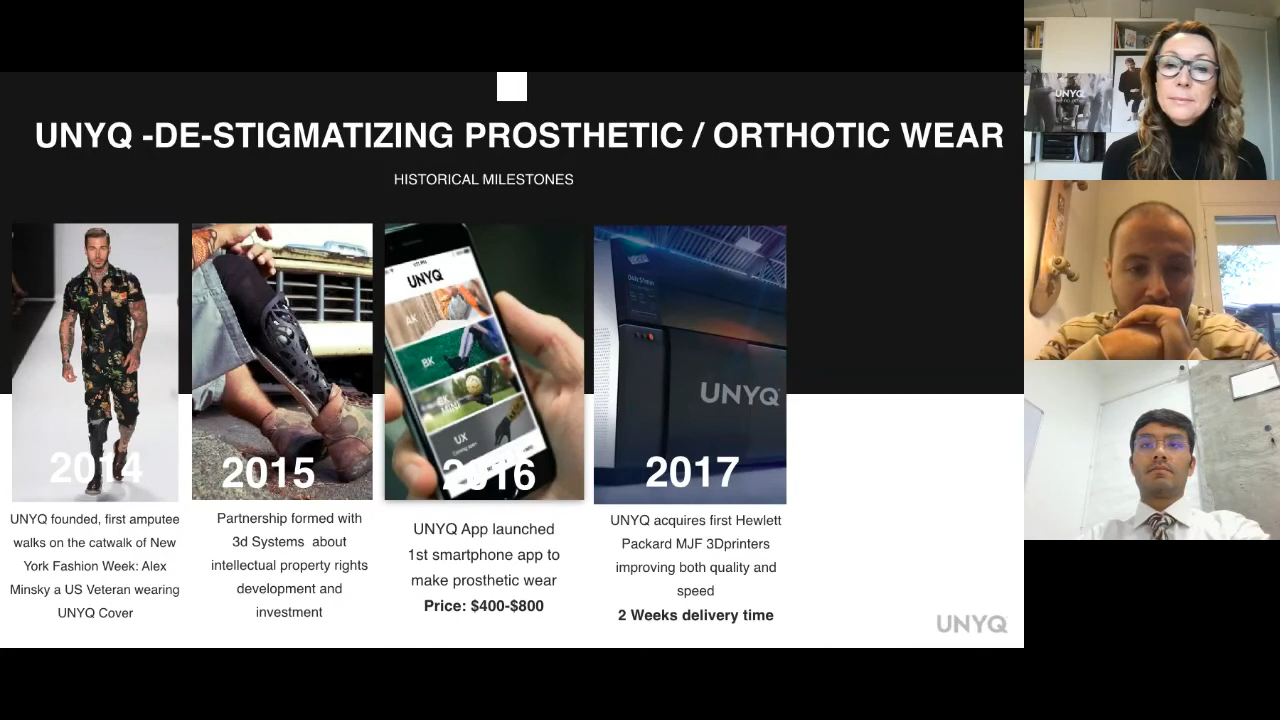 UNYQ -DE-STIGMATIZING PROSTHETIC / ORTHOTIC WEAR
HISTORICAL MILESTONES
2014
UNYQ founded, first amputee
walks on the catwalk of New
York Fashion Week: Alex
Minsky a US Veteran wearing
UNYQ Cover
2015
Partnership formed with
3d Systems about
intellectual property rights
development and
investment
UNYQ
AK
BK
UX
Coming soon
2016
UNYQ App launched
1st smartphone app to
make prosthetic wear
Price: $400-$800
UNYQ
2017
UNYQ acquires first Hewlett
Packard MJF 3Dprinters
improving both quality and
speed
2 Weeks delivery time
UNYQ
UNYQ